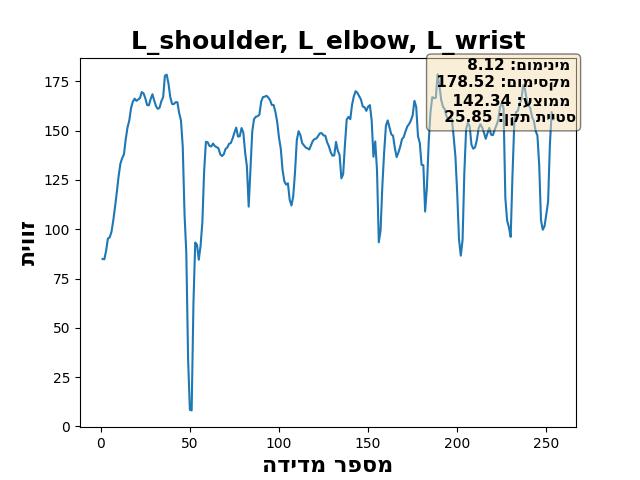 L_shoulder, L_elbow, L_wrist
מינימום: 8.12
מקסימום: 178.52
ממוצע: 142.34
סטיית תקן: 25.85
זווית
175
150
125
100
75
50
25
0
0 50 100 150 200 250
מספר מדידה